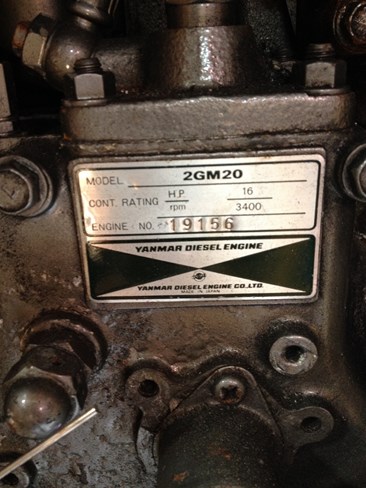 MODEL 2GM20
CONT. RATING H.P. 16
rpm 3400
ENGINE NO. 19156
YANMAR DIESEL ENGINE
YANMAR DIESEL ENGINE CO., LTD.
MADE IN JAPAN